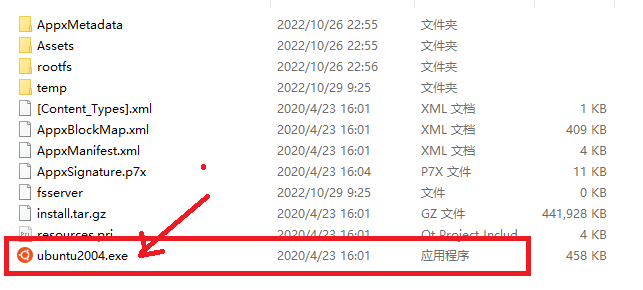 AppxMetadata 2022/10/26 22:55 文件夹
Assets 2022/10/26 22:55 文件夹
rootfs 2022/10/26 22:56 文件夹
temp 2022/10/29 9:25 文件夹
[Content_Types].xml 2020/4/23 16:01 XML 文档 1 KB
AppxBlockMap.xml 2020/4/23 16:01 XML 文档 409 KB
AppxManifest.xml 2020/4/23 16:01 XML 文档 4 KB
AppxSignature.p7x 2020/4/23 16:04 P7X 文件 11 KB
fsserver 2022/10/29 9:25 文件 0 KB
install.tar.gz 2020/4/23 16:01 GZ 文件 441,928 KB
resources.pri 2020/4/23 16:01 Qt Project Includ... 4 KB
ubuntu2004.exe 2020/4/23 16:01 应用程序 458 KB